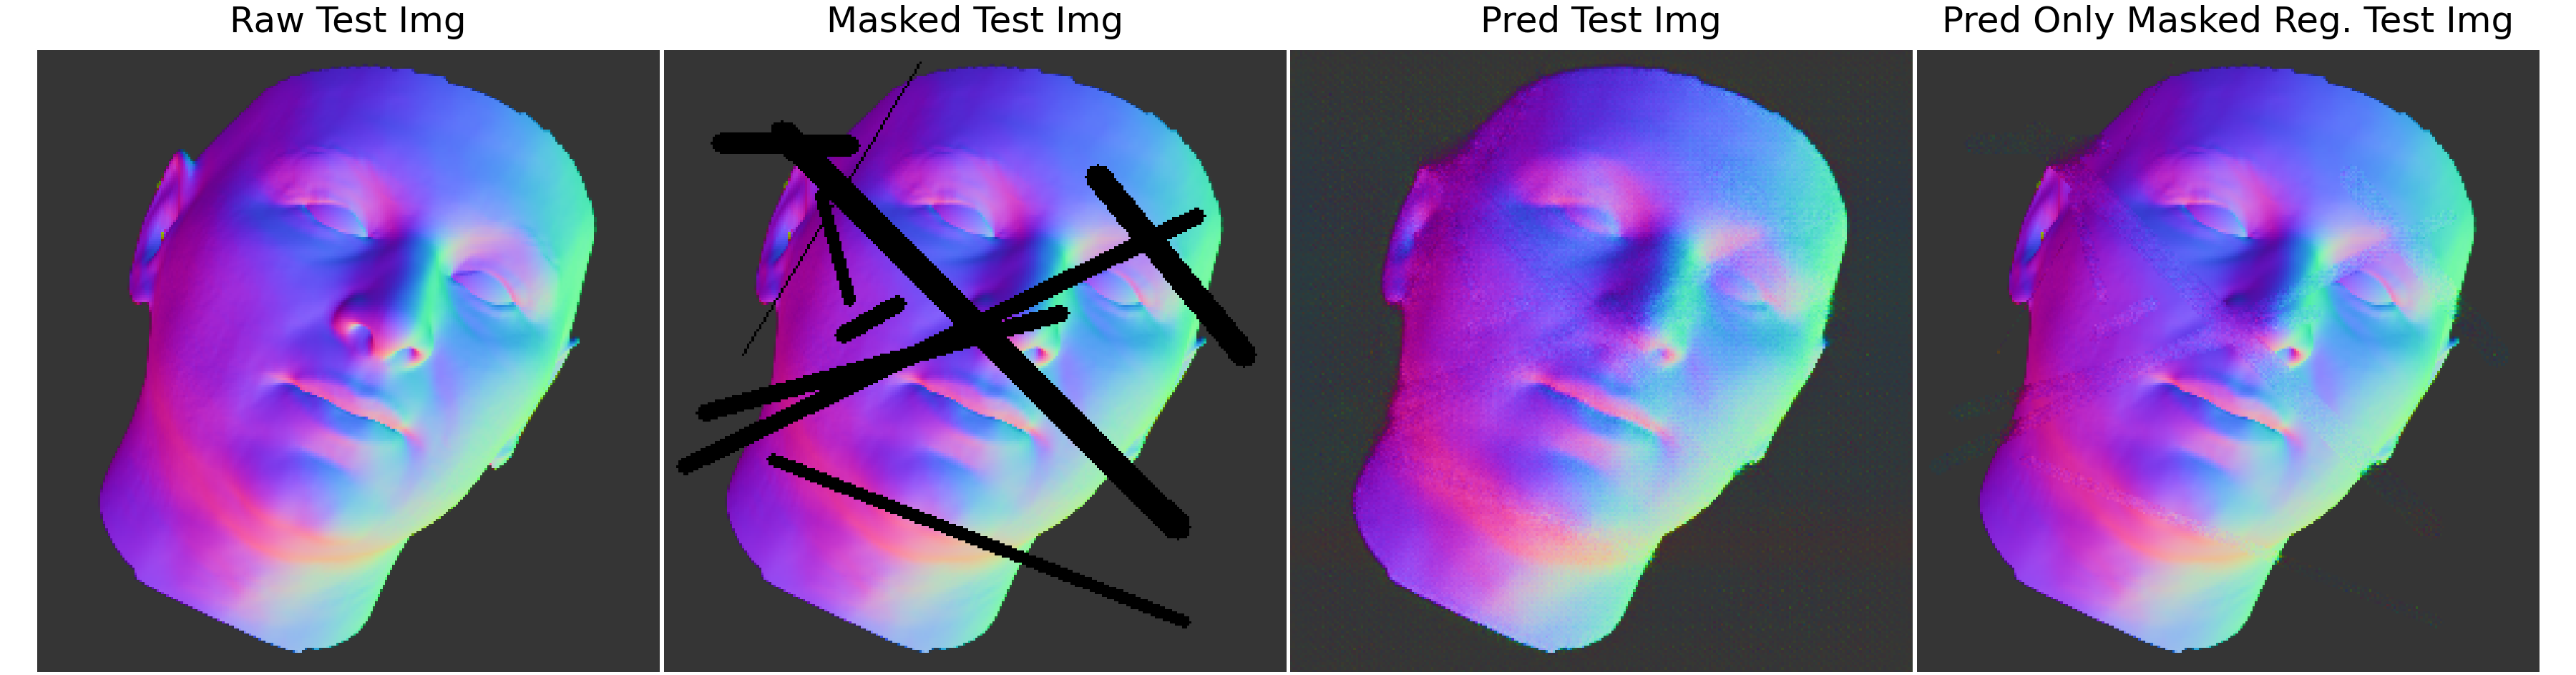 Raw Test Img
Masked Test Img
Pred Test Img
Pred Only Masked Reg. Test Img